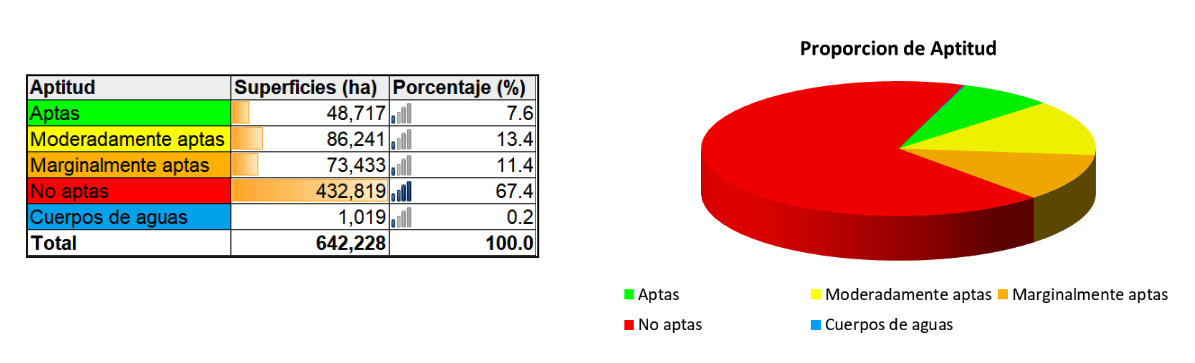 Aptitud Superficies (ha) Porcentaje (%)
Aptas 48,717 7.6
Moderadamente aptas 86,241 13.4
Marginalmente aptas 73,433 11.4
No aptas 432,819 67.4
Cuerpos de aguas 1,019 0.2
Total 642,228 100.0
Proporcion de Aptitud
Aptas Moderadamente aptas Marginalmente aptas
No aptas Cuerpos de aguas